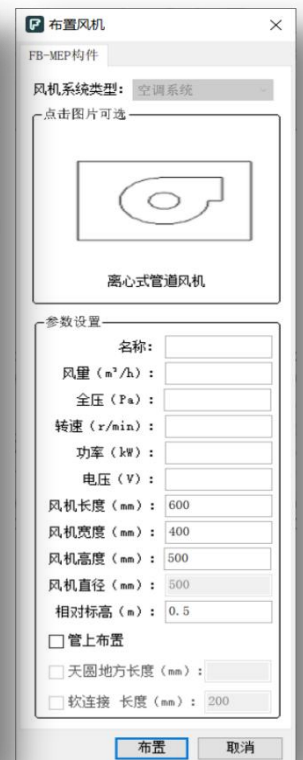 布置风机
FB-MEP构件
风机系统类型: 空调系统
点击图片可选
离心式管道风机
参数设置
名称:
风量 (m³/h) :
全压 (Pa) :
转速 (r/min) :
功率 (kW) :
电压 (V) :
风机长度 (mm) : 600
风机宽度 (mm) : 400
风机高度 (mm) : 500
风机直径 (mm) : 500
相对标高 (m) : 0.5
管上布置
天圆地方长度 (mm) :
软连接 长度 (mm) : 200
布置 取消